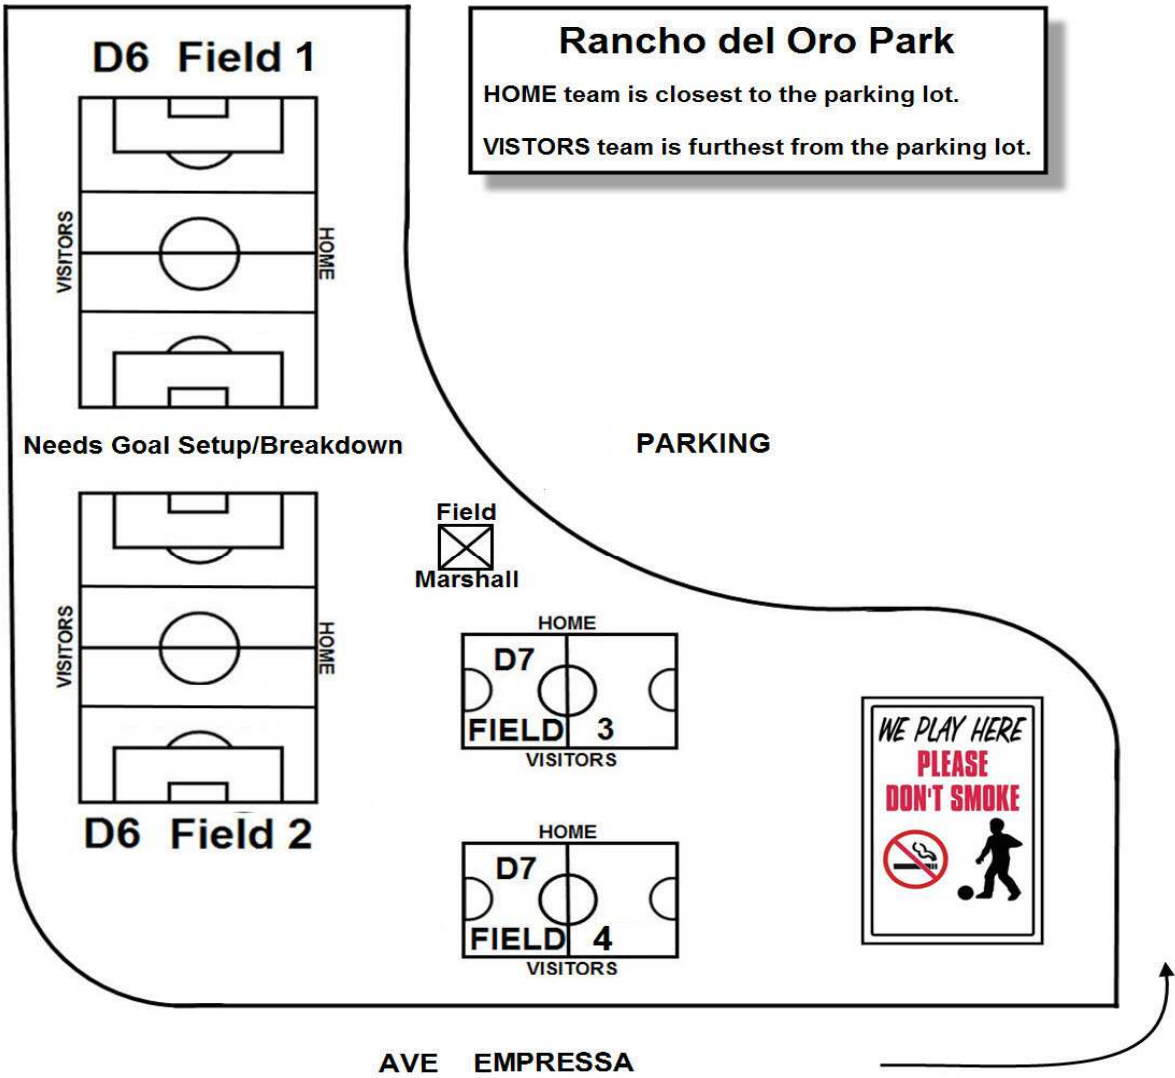 D6 Field 1
Rancho del Oro Park
HOME team is closest to the parking lot.
VISTORS team is furthest from the parking lot.
VISITORS
HOME
Needs Goal Setup/Breakdown
PARKING
Field
Marshall
VISITORS
HOME
D6 Field 2
HOME
D7
FIELD 3
VISITORS
HOME
D7
FIELD 4
VISITORS
WE PLAY HERE
PLEASE
DON'T SMOKE
AVE EMPRESSA